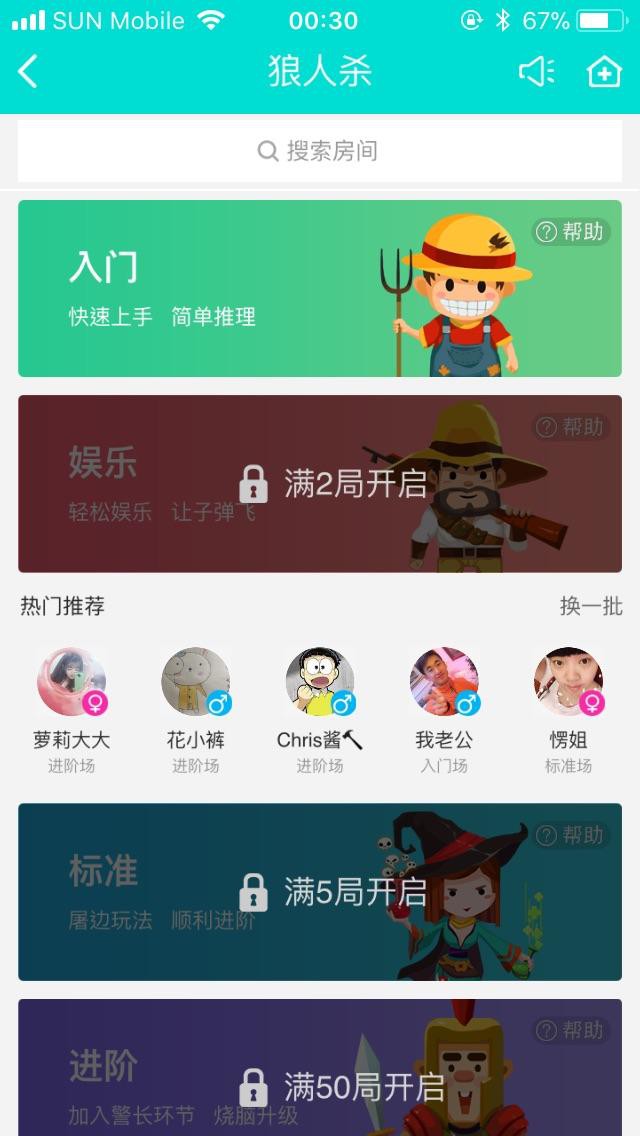 SUN Mobile 00:30 67%
狼人杀
搜索房间
帮助
入门
快速上手 简单推理
帮助
娱乐
满2局开启
轻松娱乐 让子弹飞
热门推荐 换一批
萝莉大大 花小裤 Chris酱🔨 我老公 愣姐
进阶场 进阶场 进阶场 入门场 标准场
帮助
标准
满5局开启
屠边玩法 顺利进阶
帮助
进阶
满50局开启
加入警长环节 烧脑升级